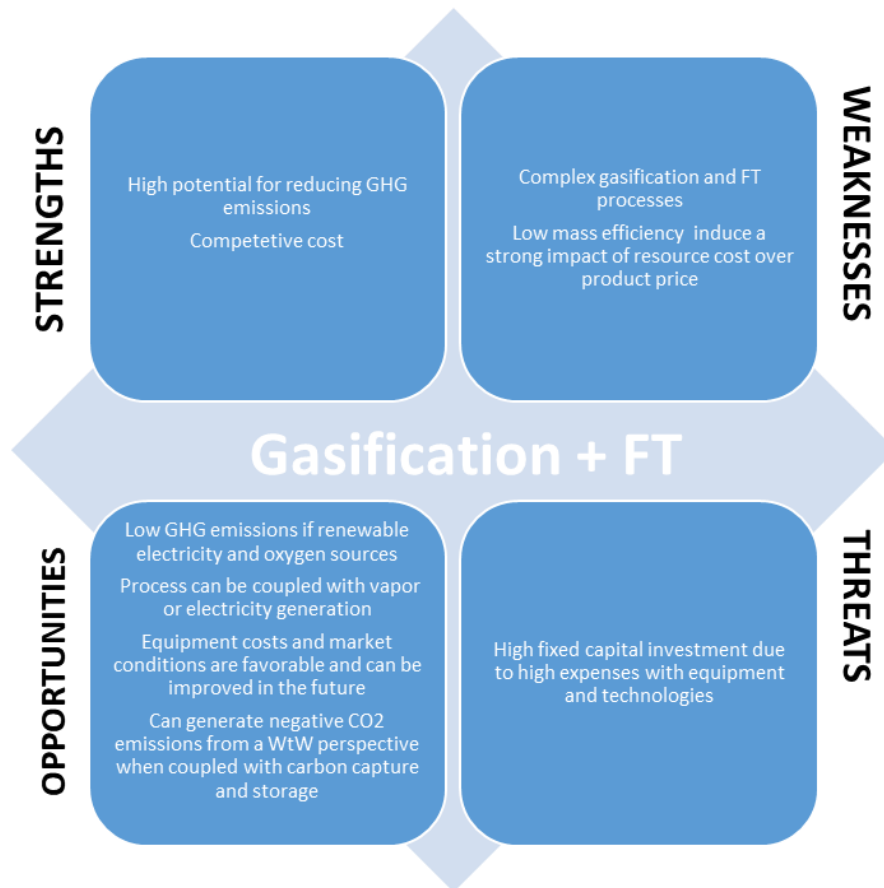 STRENGTHS
High potential for reducing GHG
emissions
Competetive cost
WEAKNESSES
Complex gasification and FT
processes
Low mass efficiency induce a
strong impact of resource cost over
product price
Gasification + FT
OPPORTUNITIES
Low GHG emissions if renewable
electricity and oxygen sources
Process can be coupled with vapor
or electricity generation
Equipment costs and market
conditions are favorable and can be
improved in the future
Can generate negative CO2
emissions from a WtW perspective
when coupled with carbon capture
and storage
THREATS
High fixed capital investment due
to high expenses with equipment
and technologies